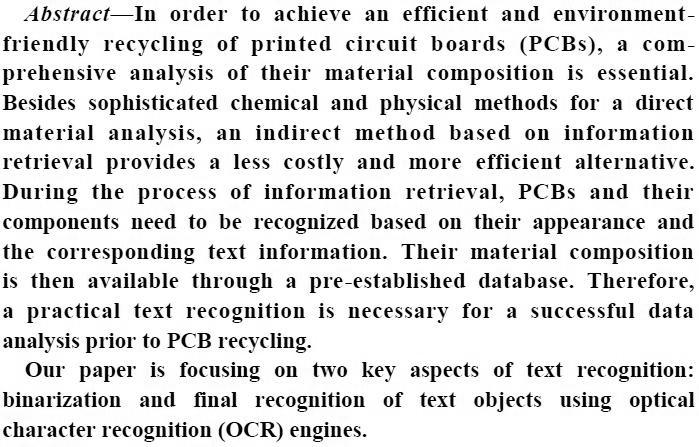 Abstract—In order to achieve an efficient and environment-
friendly recycling of printed circuit boards (PCBs), a com-
prehensive analysis of their material composition is essential.
Besides sophisticated chemical and physical methods for a direct
material analysis, an indirect method based on information
retrieval provides a less costly and more efficient alternative.
During the process of information retrieval, PCBs and their
components need to be recognized based on their appearance and
the corresponding text information. Their material composition
is then available through a pre-established database. Therefore,
a practical text recognition is necessary for a successful data
analysis prior to PCB recycling.
Our paper is focusing on two key aspects of text recognition:
binarization and final recognition of text objects using optical
character recognition (OCR) engines.